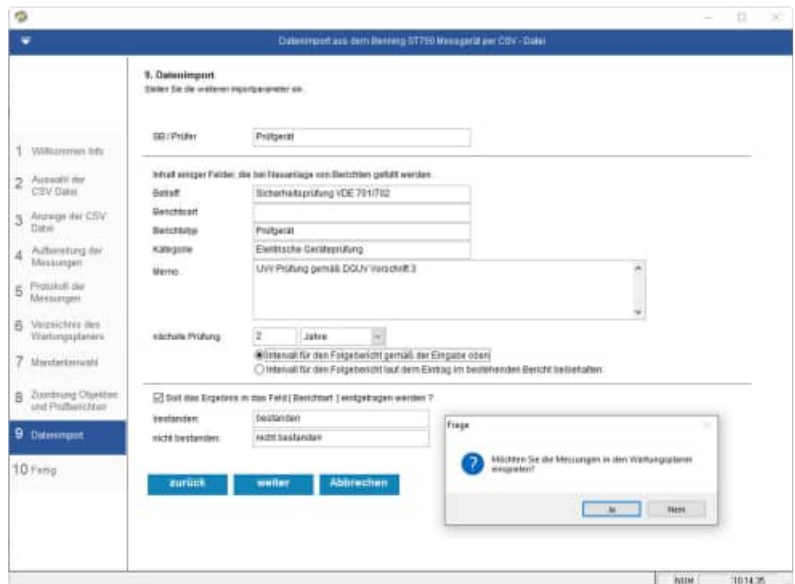 Datenimport aus dem Benning ST750 Messgerät per CSV - Datei
9. Datenimport
Stellen Sie die weiteren Importparameter ein.
SB / Prüfer
Prüfgerät
1 Willkommen Info
2 Auswahl der
CSV Datei
3 Anzeige der CSV
Datei
4 Aufbereitung der
Messungen
5 Protokoll der
Messungen
6 Verzeichnis des
Wartungsplaners
7 Mandantenwahl
8 Zuordnung Objekten
und Prüfberichten
9 Datenimport
10 Fertig
Inhalt einiger Felder, die bei Neuanlage von Berichten gefüllt werden.
Betreff
Sicherheitsprüfung VDE 701/702
Berichtsart
Berichtstyp
Prüfgerät
Kategorie
Elektrische Geräteprüfung
Memo
UVV Prüfung gemäß DGUV Vorschrift 3
nächste Prüfung
2
Jahre
Intervall für den Folgebericht gemäß der Eingabe oben
Intervall für den Folgebericht laut dem Eintrag im bestehenden Bericht beibehalten.
Soll das Ergebnis in das Feld [ Berichtart ] eingetragen werden ?
bestanden:
bestanden
nicht bestanden:
nicht bestanden
zurück
weiter
Abbrechen
Frage
Möchten Sie die Messungen in den Wartungsplaner
einspielen?
Ja
Nein
NUM
10:14:35